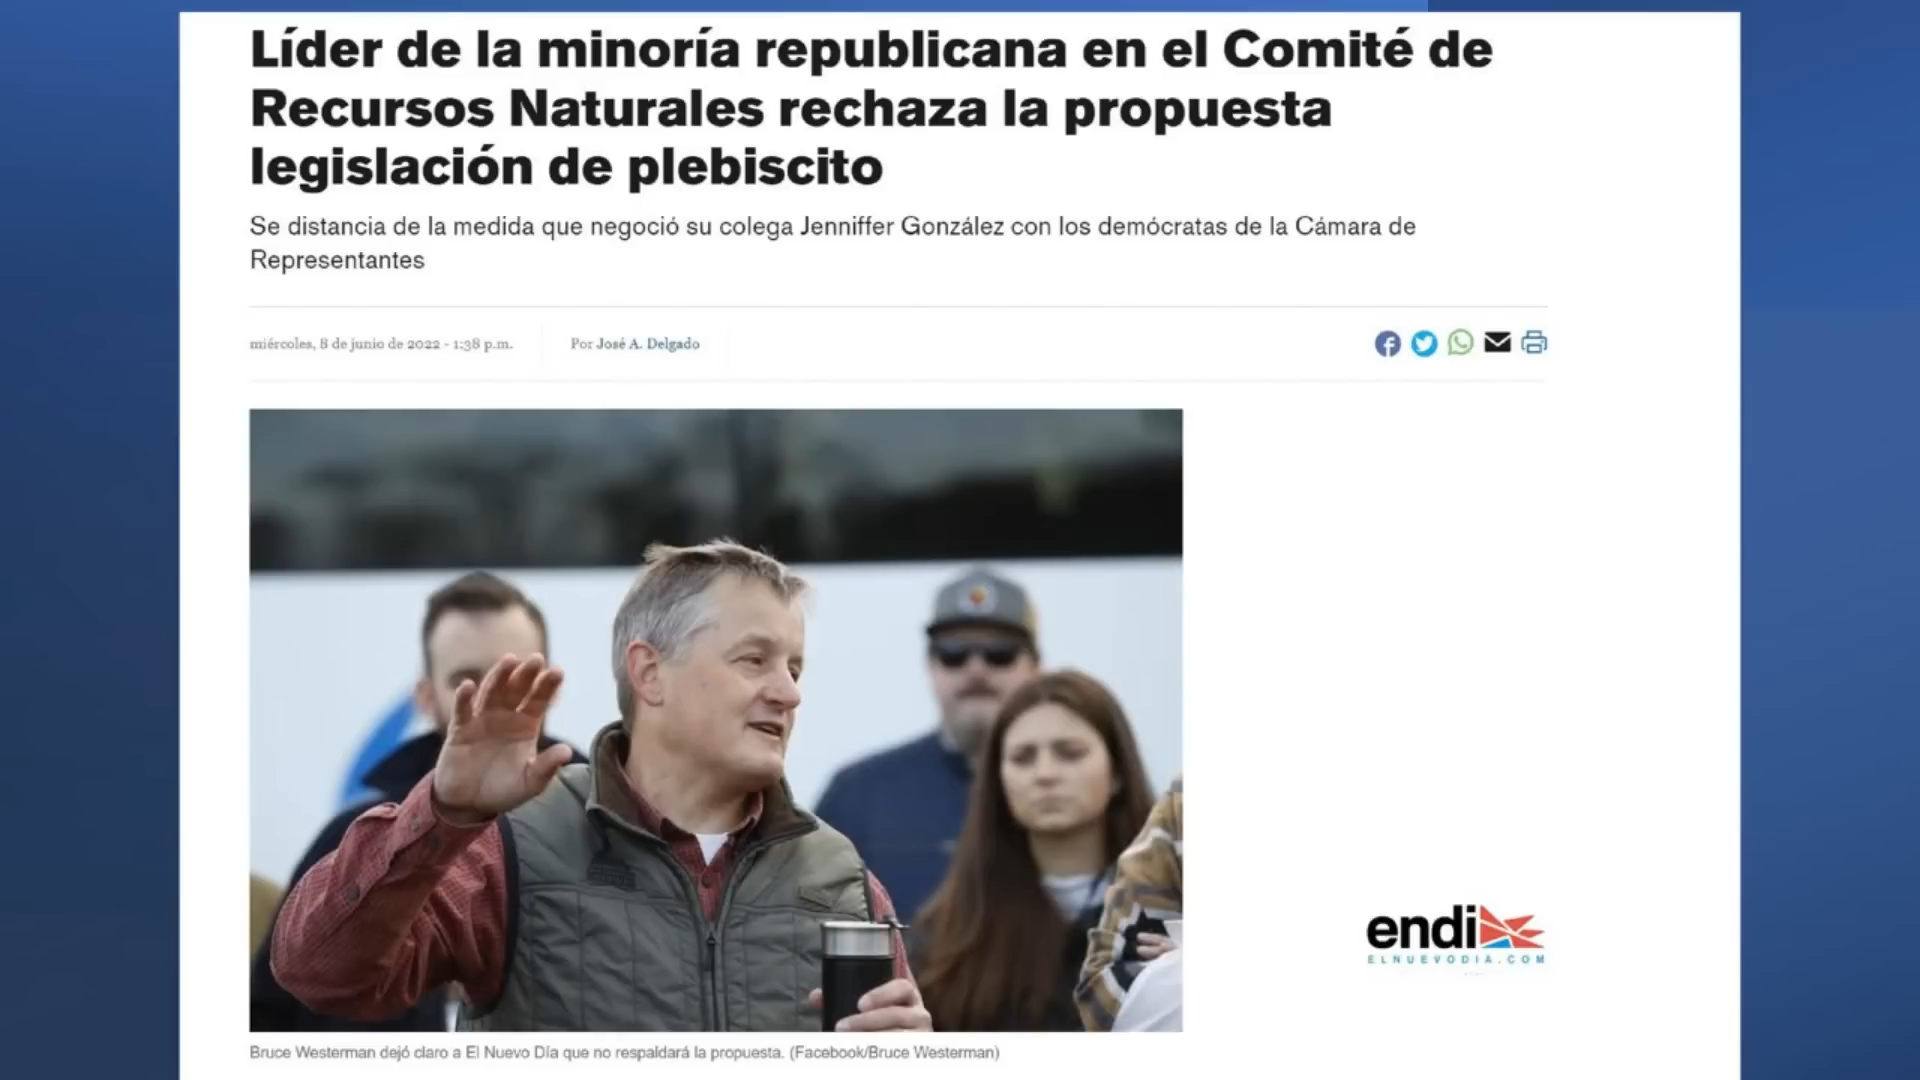 Líder de la minoría republicana en el Comité de
Recursos Naturales rechaza la propuesta
legislación de plebiscito
Se distancia de la medida que negoció su colega Jenniffer González con los demócratas de la Cámara de
Representantes
miércoles, 8 de junio de 2022 - 1:38 p.m.
Por José A. Delgado
endi
ELNUEVODIA.COM
Bruce Westerman dejó claro a El Nuevo Día que no respaldará la propuesta. (Facebook/Bruce Westerman)